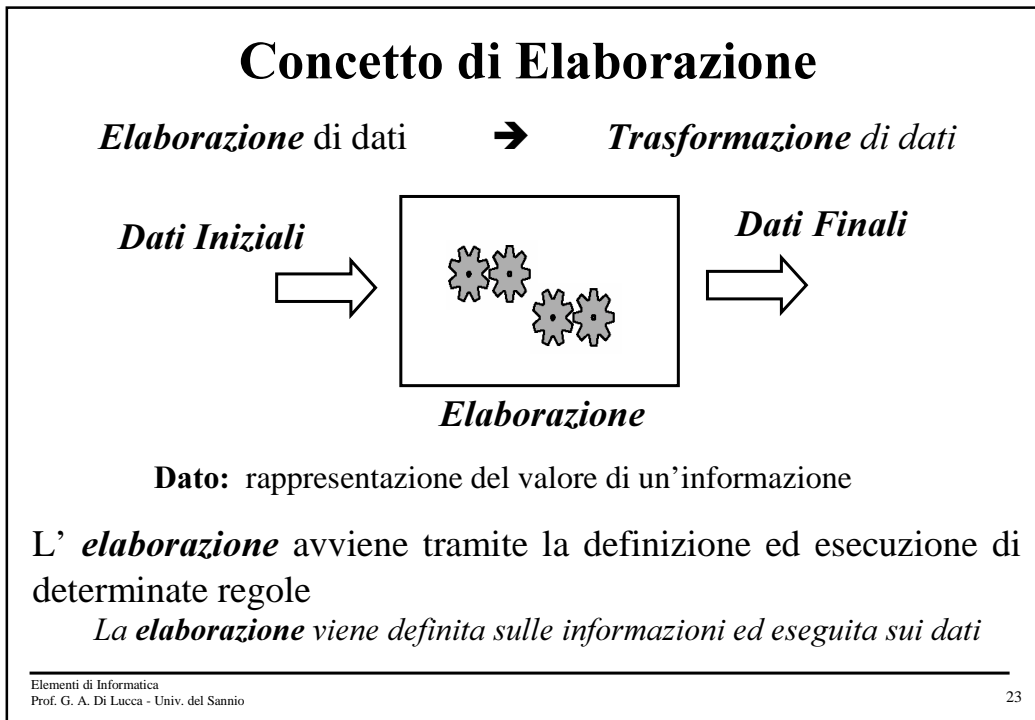 Concetto di Elaborazione
Elaborazione di dati ➔ Trasformazione di dati
Dati Iniziali
Dati Finali
Elaborazione
Dato: rappresentazione del valore di un’informazione
L’ elaborazione avviene tramite la definizione ed esecuzione di
determinate regole
La elaborazione viene definita sulle informazioni ed eseguita sui dati
Elementi di Informatica
Prof. G. A. Di Lucca - Univ. del Sannio
23